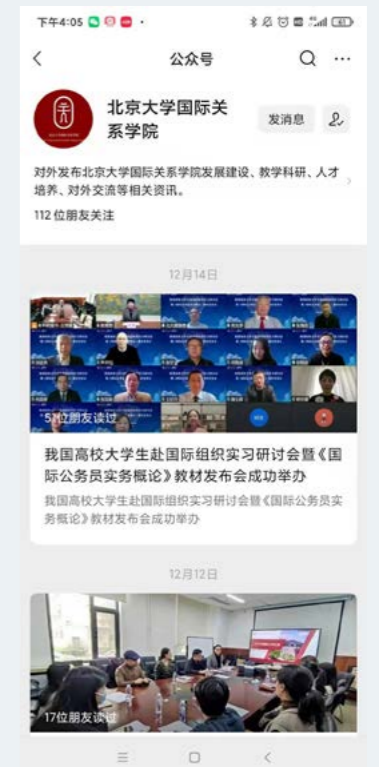 下午4:05
61
公众号
北京大学国际关
系学院
发消息
对外发布北京大学国际关系学院发展建设、教学科研、人才
培养、对外交流等相关资讯。
112 位朋友关注
12月14日
52位朋友读过
我国高校大学生赴国际组织实习研讨会暨《国
际公务员实务概论》教材发布会成功举办
我国高校大学生赴国际组织实习研讨会暨《国际公务员实
务概论》教材发布会成功举办
12月12日
17位朋友读过